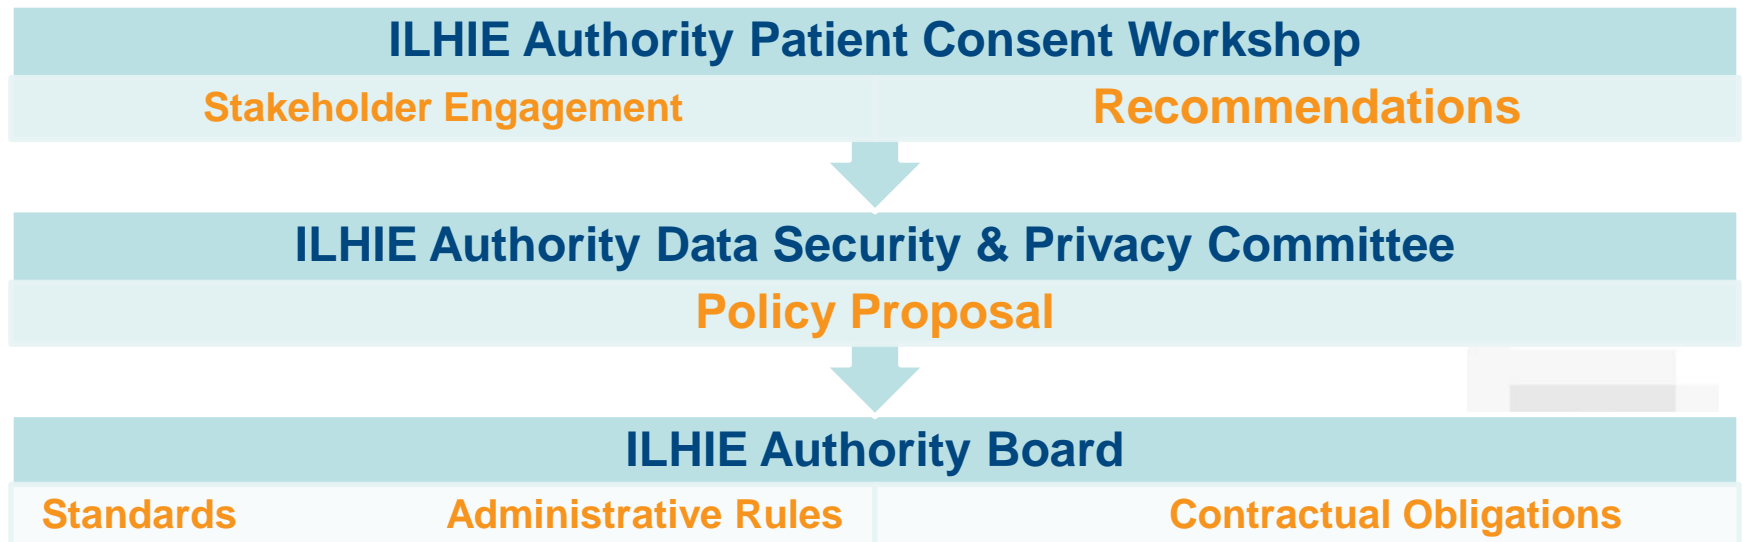 ILHIE Authority Patient Consent Workshop
Stakeholder Engagement Recommendations
ILHIE Authority Data Security & Privacy Committee
Policy Proposal
ILHIE Authority Board
Standards Administrative Rules Contractual Obligations